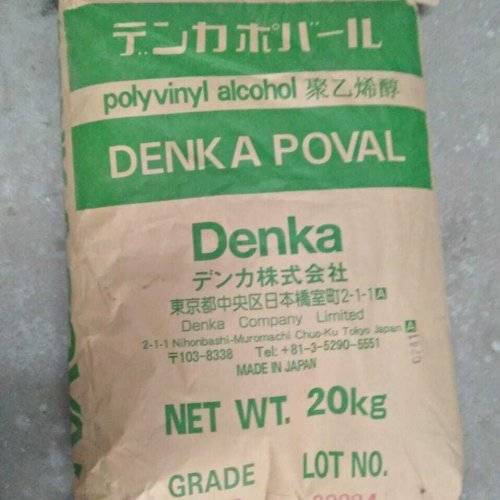 デンカポバール
polyvinyl alcohol 聚乙烯醇
DENKA POVAL
Denka
デンカ株式会社
東京都中央区日本橋室町2-1-1 A
Denka Company Limited
2-1-1 Nihonbashi-Muromachi Chuo-Ku Tokyo Japan A
〒103-8338 Tel: +81-3-5290-5551
MADE IN JAPAN
NET WT. 20kg
GRADE LOT NO.